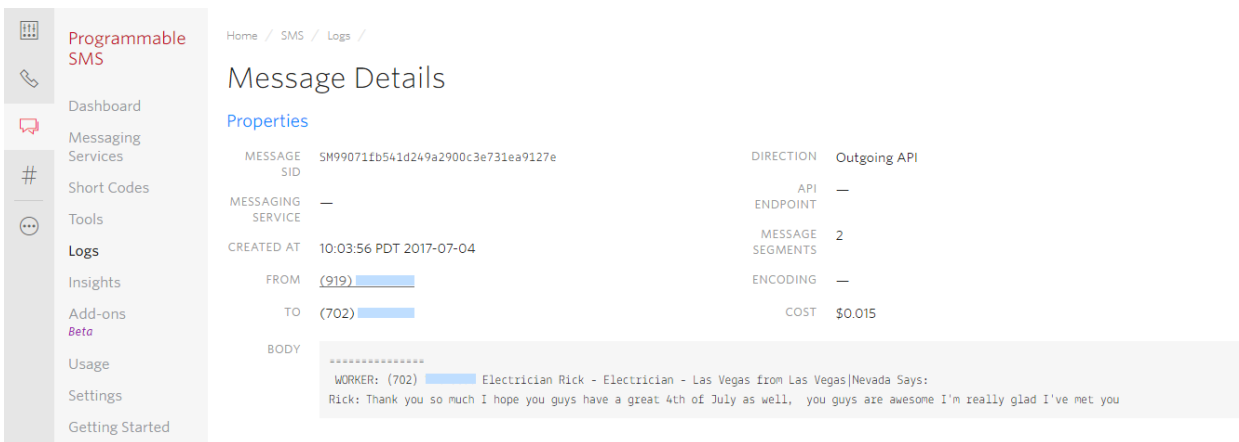 Programmable
SMS
Dashboard
Messaging
Services
Short Codes
Tools
Logs
Insights
Add-ons
Beta
Usage
Settings
Getting Started
Home / SMS / Logs /
Message Details
Properties
MESSAGE SID SM99071fb541d249a2900c3e731ea9127e
MESSAGING SERVICE —
CREATED AT 10:03:56 PDT 2017-07-04
FROM (919)
TO (702)
DIRECTION Outgoing API
API ENDPOINT —
MESSAGE SEGMENTS 2
ENCODING —
COST $0.015
BODY
===============
WORKER: (702) Electrician Rick - Electrician - Las Vegas from Las Vegas|Nevada Says:
Rick: Thank you so much I hope you guys have a great 4th of July as well, you guys are awesome I'm really glad I've met you